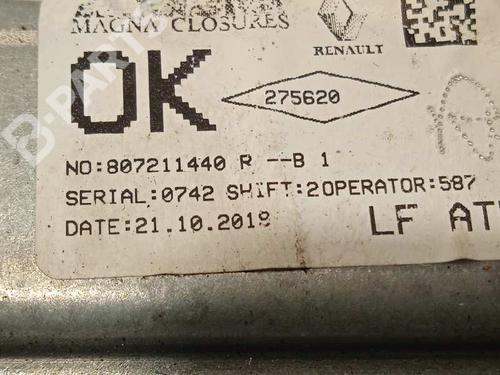 MAGNA CLOSURES
RENAULT
OK
275620
NO:807211440 R --B 1
SERIAL:0742 SHIFT:2OPERATOR:587
DATE:21.10.2018
LF AT
B-PARTS